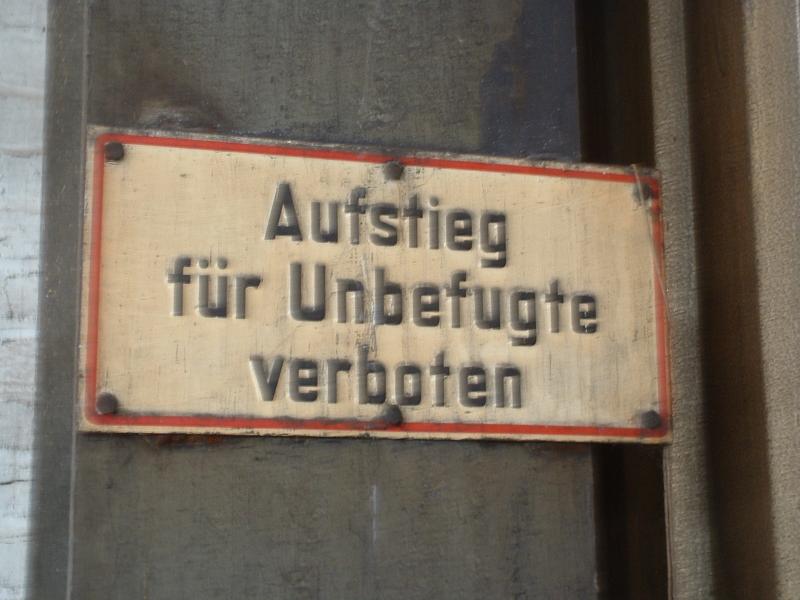 Aufstieg
für Unbefugte
verboten